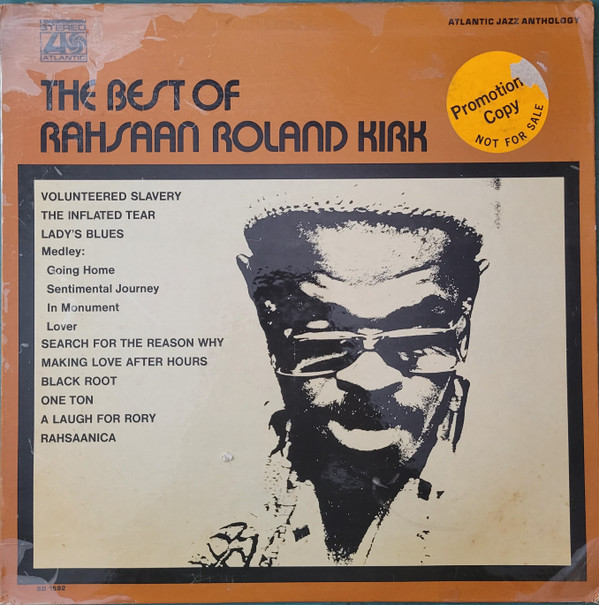 STEREO
ATLANTIC
ATLANTIC JAZZ ANTHOLOGY
THE BEST OF
RAHSAAN ROLAND KIRK
Promotion
Copy
NOT FOR SALE
VOLUNTEERED SLAVERY
THE INFLATED TEAR
LADY'S BLUES
Medley:
Going Home
Sentimental Journey
In Monument
Lover
SEARCH FOR THE REASON WHY
MAKING LOVE AFTER HOURS
BLACK ROOT
ONE TON
A LAUGH FOR RORY
RAHSAANICA
SD 1592